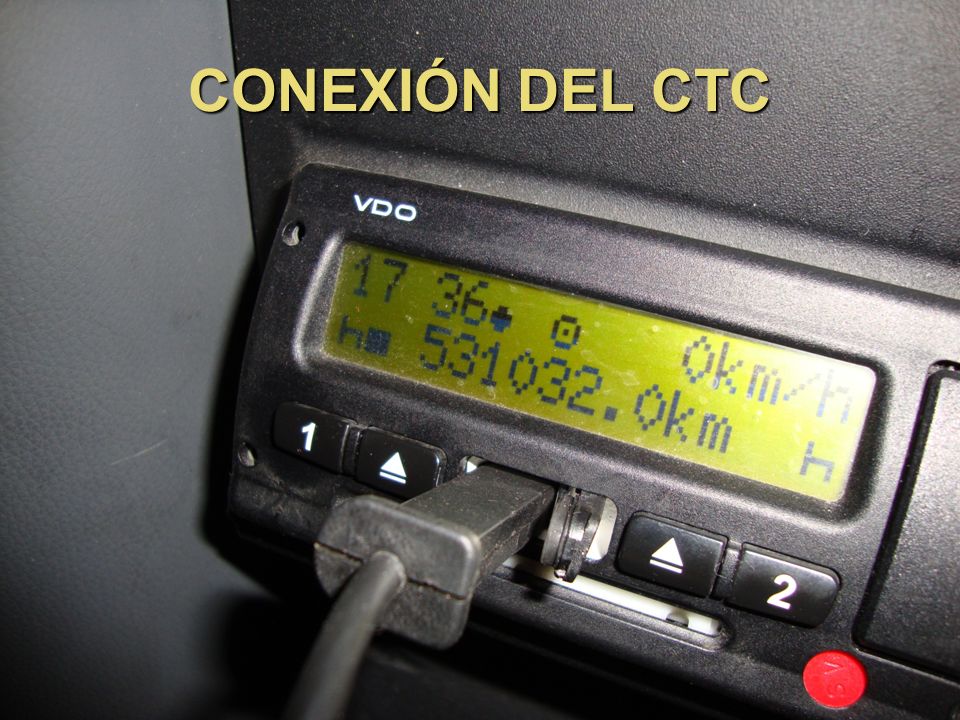 CONEXIÓN DEL CTC
VDO
17 36 0km/h
531032.0km
1
2